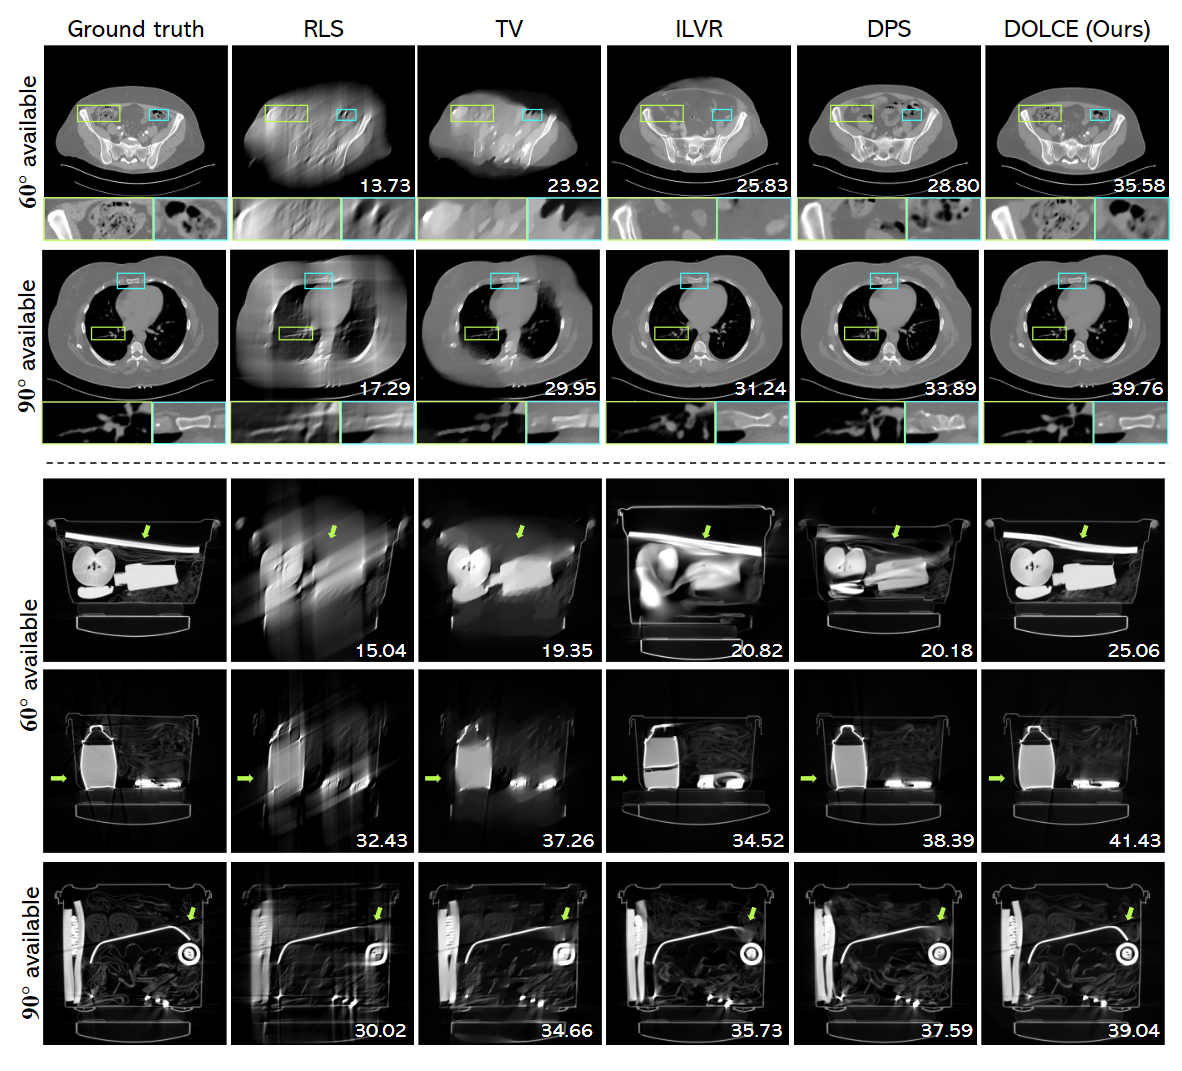 Ground truth RLS TV ILVR DPS DOLCE (Ours)
60° available
13.73 23.92 25.83 28.80 35.58
90° available
17.29 29.95 31.24 33.89 39.76
60° available
15.04 19.35 20.82 20.18 25.06
32.43 37.26 34.52 38.39 41.43
90° available
30.02 34.66 35.73 37.59 39.04